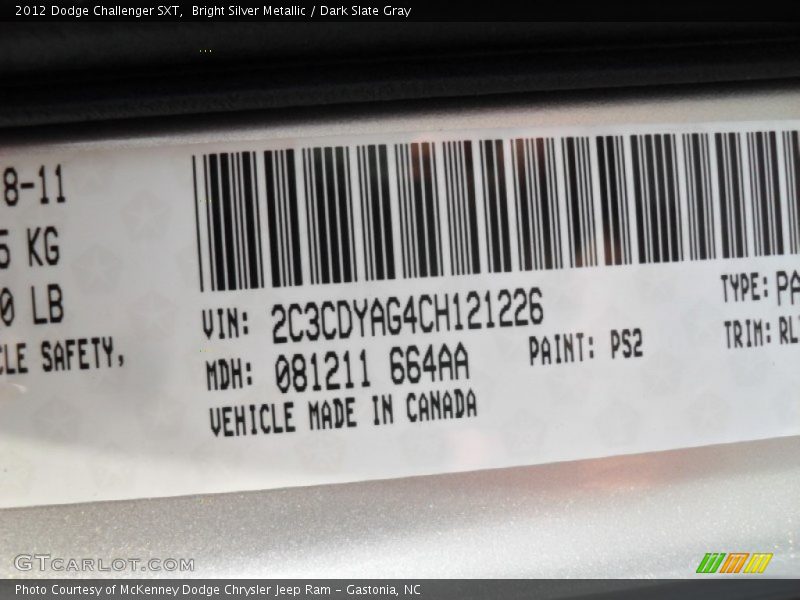 2012 Dodge Challenger SXT,  Bright Silver Metallic / Dark Slate Gray
8-11
5 KG
0 LB
CLE SAFETY,
VIN: 2C3CDYAG4CH121226
TYPE: PA
MDH: 081211 664AA
PAINT: PS2
TRIM: RL
VEHICLE MADE IN CANADA
GTCARLOT.COM
Photo Courtesy of McKenney Dodge Chrysler Jeep Ram - Gastonia, NC